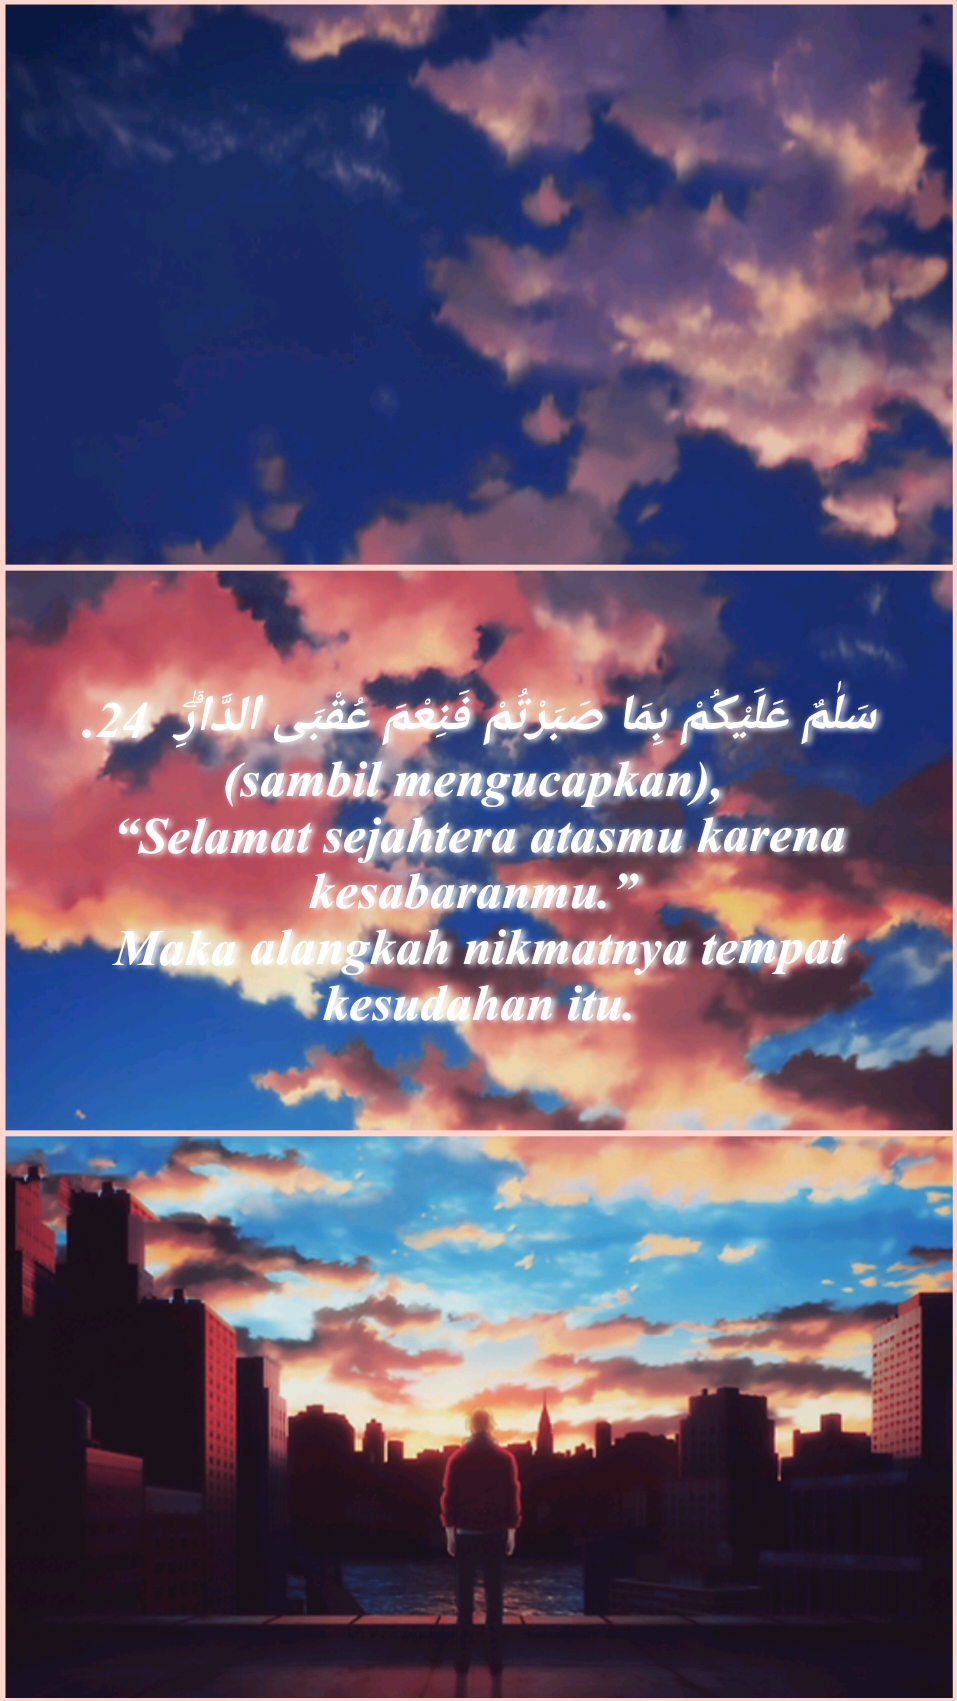 سَلٰمٌ عَلَيْكُمْ بِمَا صَبَرْتُمْ فَنِعْمَ عُقْبَى الدَّارِۗ 24.
(sambil mengucapkan),
“Selamat sejahtera atasmu karena
kesabaranmu.”
Maka alangkah nikmatnya tempat
kesudahan itu.